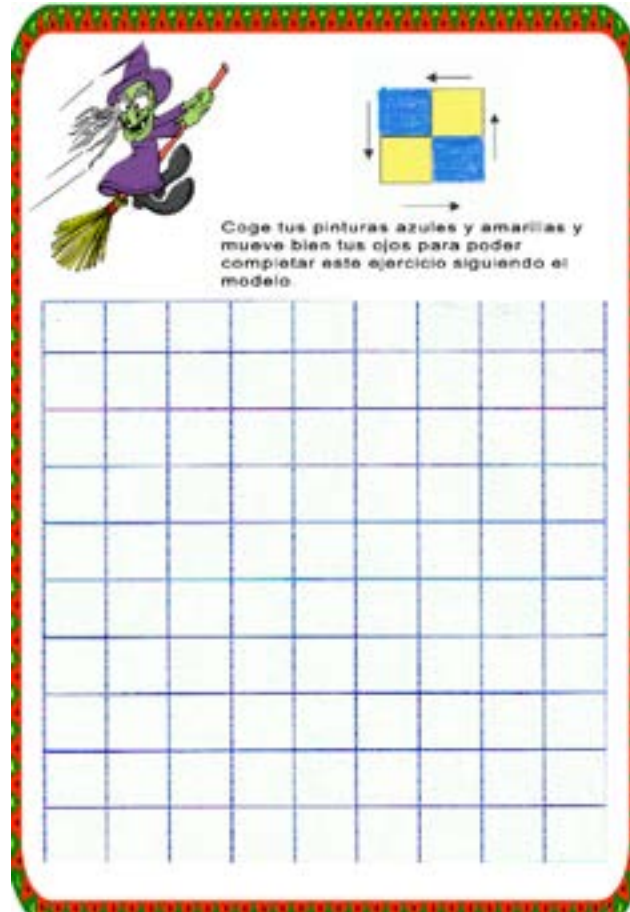 Coge tus pinturas azules y amarillas y
mueve bien tus ojos para poder
completar este ejercicio siguiendo el
modelo